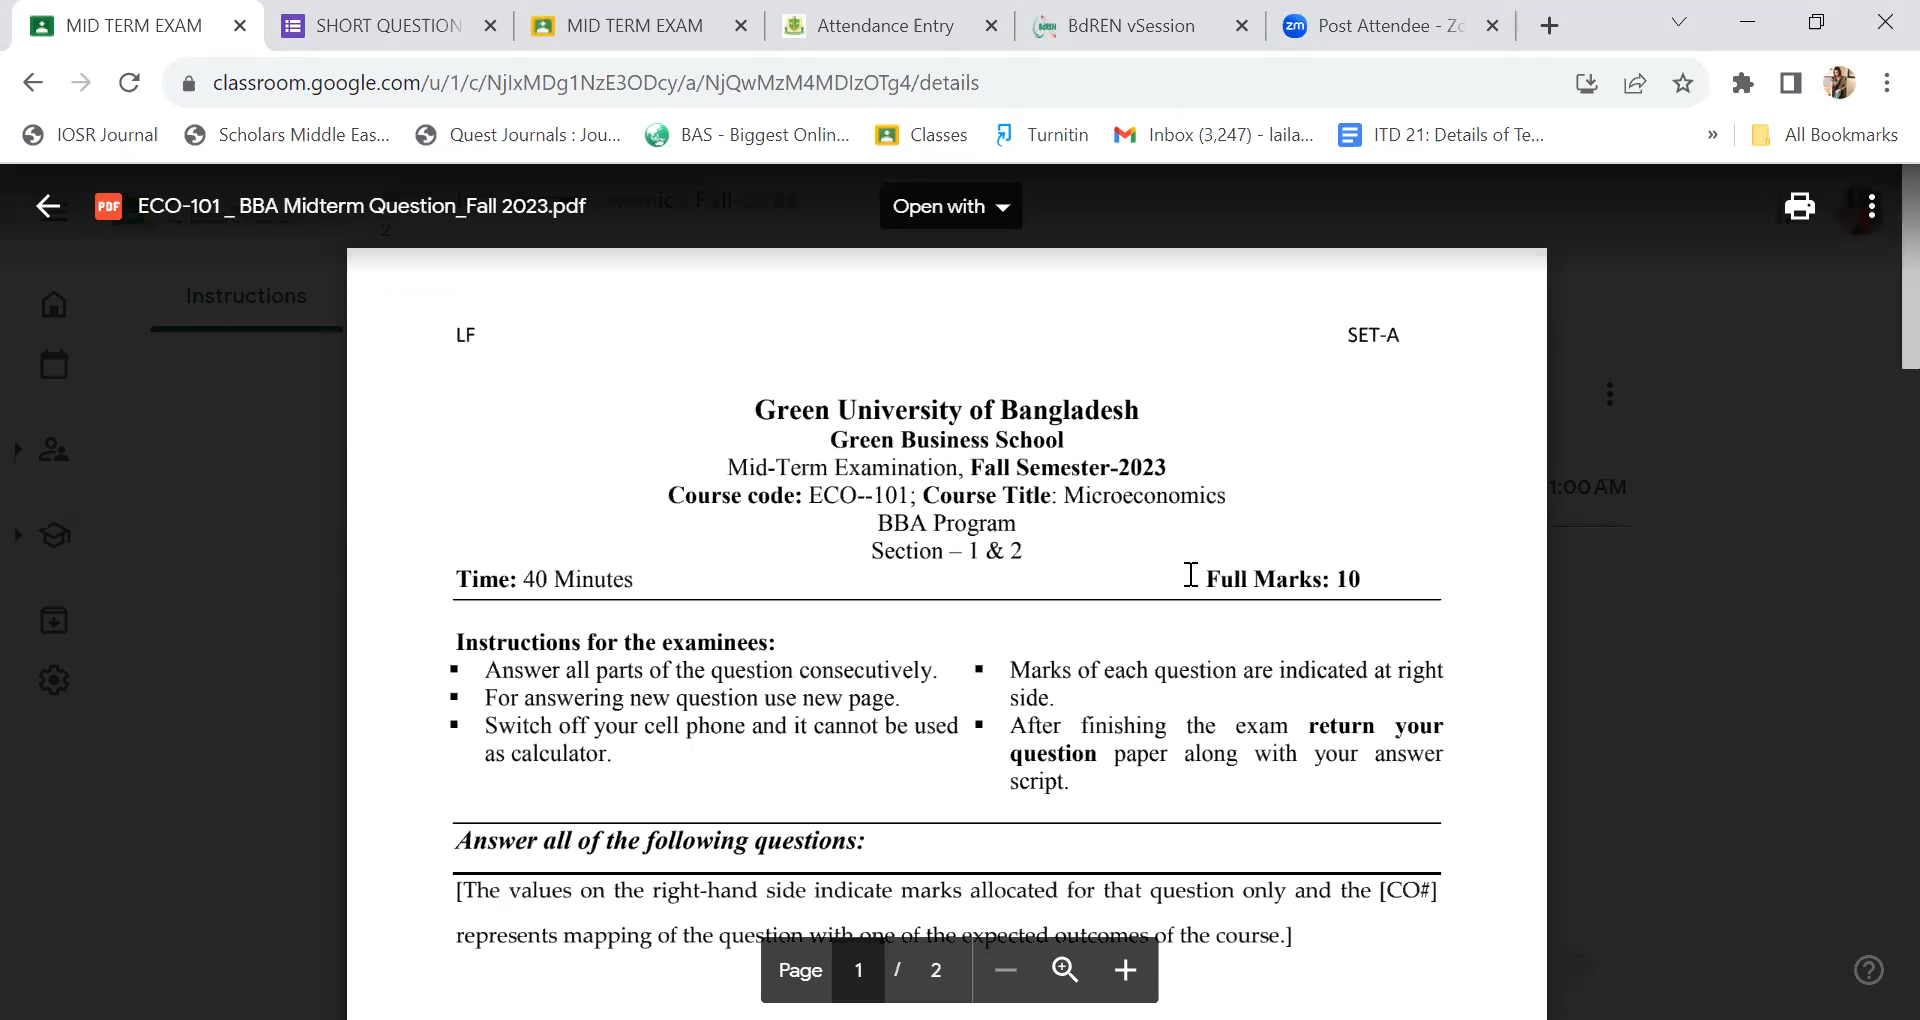 MID TERM EXAM
SHORT QUESTION
MID TERM EXAM
Attendance Entry
BdREN vSession
zm Post Attendee - Zo
classroom.google.com/u/1/c/NjIxMDg1NzE3ODcy/a/NjQwMzM4MDIzOTg4/details
IOSR Journal
Scholars Middle Eas...
Quest Journals : Jou...
BAS - Biggest Onlin...
Classes
Turnitin
Inbox (3,247) - laila...
ITD 21: Details of Te...
»
All Bookmarks
PDF ECO-101 _ BBA Midterm Question_Fall 2023.pdf
Open with
2
Instructions
1:00 AM
LF SET-A
Green University of Bangladesh
Green Business School
Mid-Term Examination, Fall Semester-2023
Course code: ECO--101; Course Title: Microeconomics
BBA Program
Section – 1 & 2
Time: 40 Minutes Full Marks: 10
Instructions for the examinees:
▪ Answer all parts of the question consecutively.
▪ For answering new question use new page.
▪ Switch off your cell phone and it cannot be used
as calculator.
▪ Marks of each question are indicated at right
side.
▪ After finishing the exam return your
question paper along with your answer
script.
Answer all of the following questions:
[The values on the right-hand side indicate marks allocated for that question only and the [CO#]
represents mapping of the question with one of the expected outcomes of the course.]
Page 1 / 2